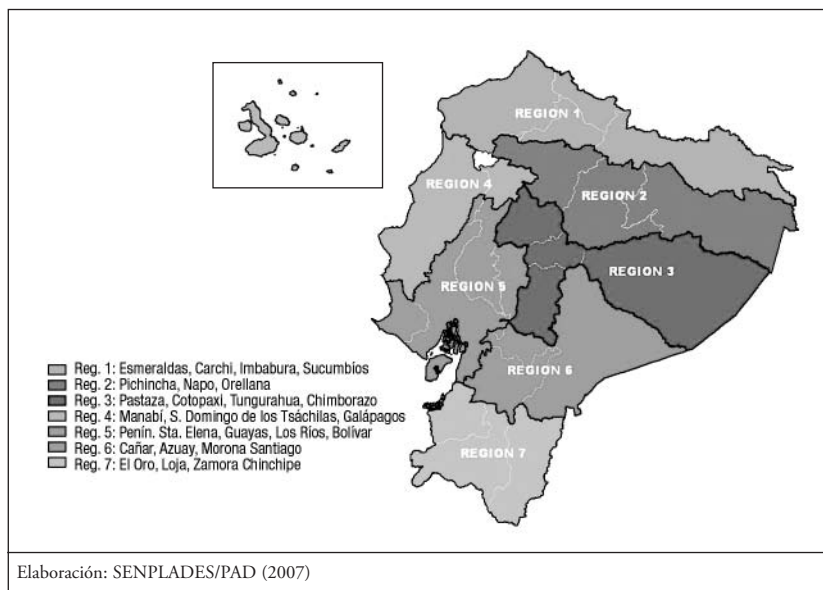 REGION 1
REGION 4
REGION 2
REGION 3
REGION 5
REGION 6
REGION 7
Reg. 1: Esmeraldas, Carchi, Imbabura, Sucumbíos
Reg. 2: Pichincha, Napo, Orellana
Reg. 3: Pastaza, Cotopaxi, Tungurahua, Chimborazo
Reg. 4: Manabí, S. Domingo de los Tsáchilas, Galápagos
Reg. 5: Penín. Sta. Elena, Guayas, Los Ríos, Bolívar
Reg. 6: Cañar, Azuay, Morona Santiago
Reg. 7: El Oro, Loja, Zamora Chinchipe
Elaboración: SENPLADES/PAD (2007)